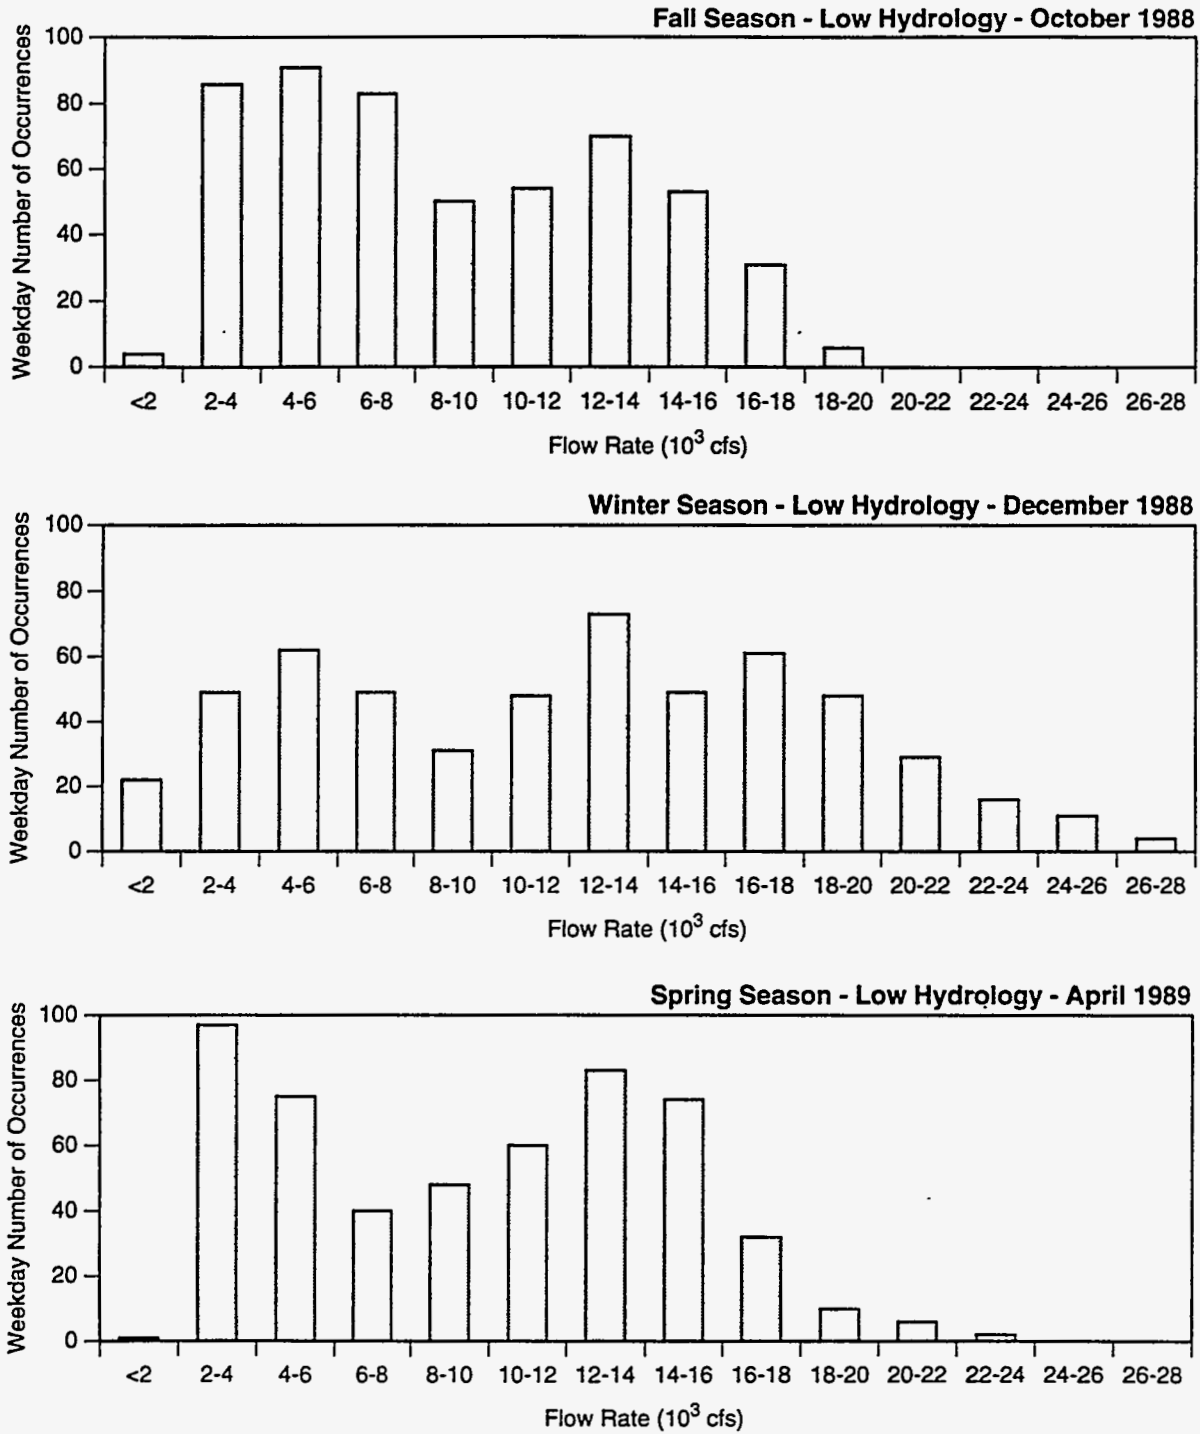 Fall Season - Low Hydrology - October 1988
Weekday Number of Occurrences
100
80
60
40
20
0
<2 2-4 4-6 6-8 8-10 10-12 12-14 14-16 16-18 18-20 20-22 22-24 24-26 26-28
Flow Rate (10³ cfs)
Winter Season - Low Hydrology - December 1988
Weekday Number of Occurrences
100
80
60
40
20
0
<2 2-4 4-6 6-8 8-10 10-12 12-14 14-16 16-18 18-20 20-22 22-24 24-26 26-28
Flow Rate (10³ cfs)
Spring Season - Low Hydrology - April 1989
Weekday Number of Occurrences
100
80
60
40
20
0
<2 2-4 4-6 6-8 8-10 10-12 12-14 14-16 16-18 18-20 20-22 22-24 24-26 26-28
Flow Rate (10³ cfs)